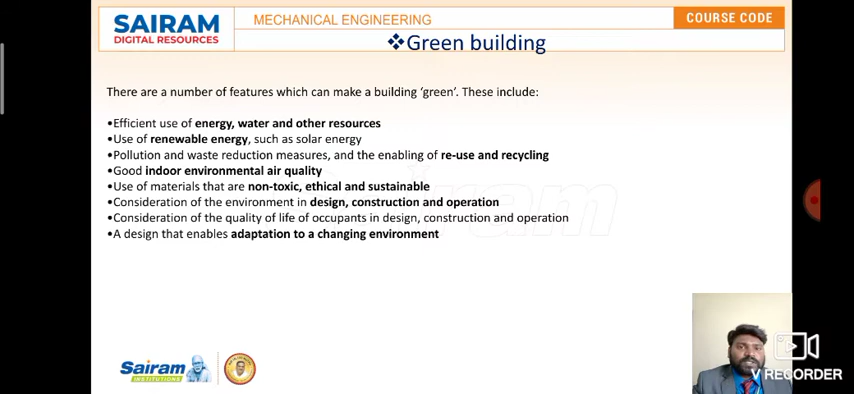 SAIRAM
DIGITAL RESOURCES
MECHANICAL ENGINEERING
COURSE CODE
❖Green building
There are a number of features which can make a building ‘green’. These include:
•Efficient use of energy, water and other resources
•Use of renewable energy, such as solar energy
•Pollution and waste reduction measures, and the enabling of re-use and recycling
•Good indoor environmental air quality
•Use of materials that are non-toxic, ethical and sustainable
•Consideration of the environment in design, construction and operation
•Consideration of the quality of life of occupants in design, construction and operation
•A design that enables adaptation to a changing environment
Sairam
INSTITUTIONS
V RECORDER